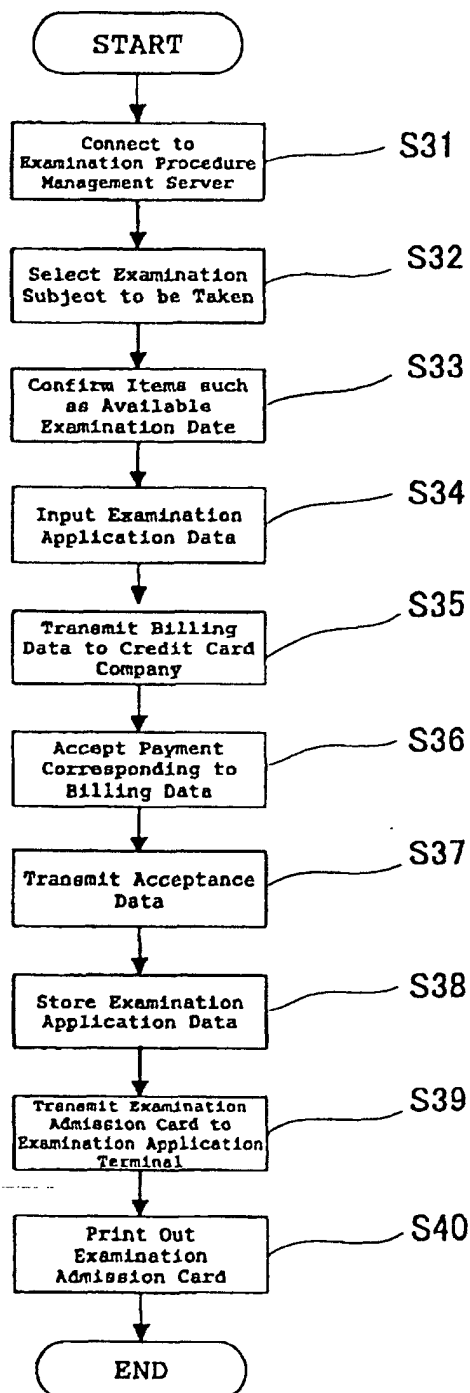 START
Connect to
Examination Procedure
Management Server
S31
Select Examination
Subject to be Taken
S32
Confirm Items such
as Available
Examination Date
S33
Input Examination
Application Data
S34
Transmit Billing
Data to Credit Card
Company
S35
Accept Payment
Corresponding to
Billing Data
S36
Transmit Acceptance
Data
S37
Store Examination
Application Data
S38
Transmit Examination
Admission Card to
Examination Application
Terminal
S39
Print Out
Examination
Admission Card
S40
END